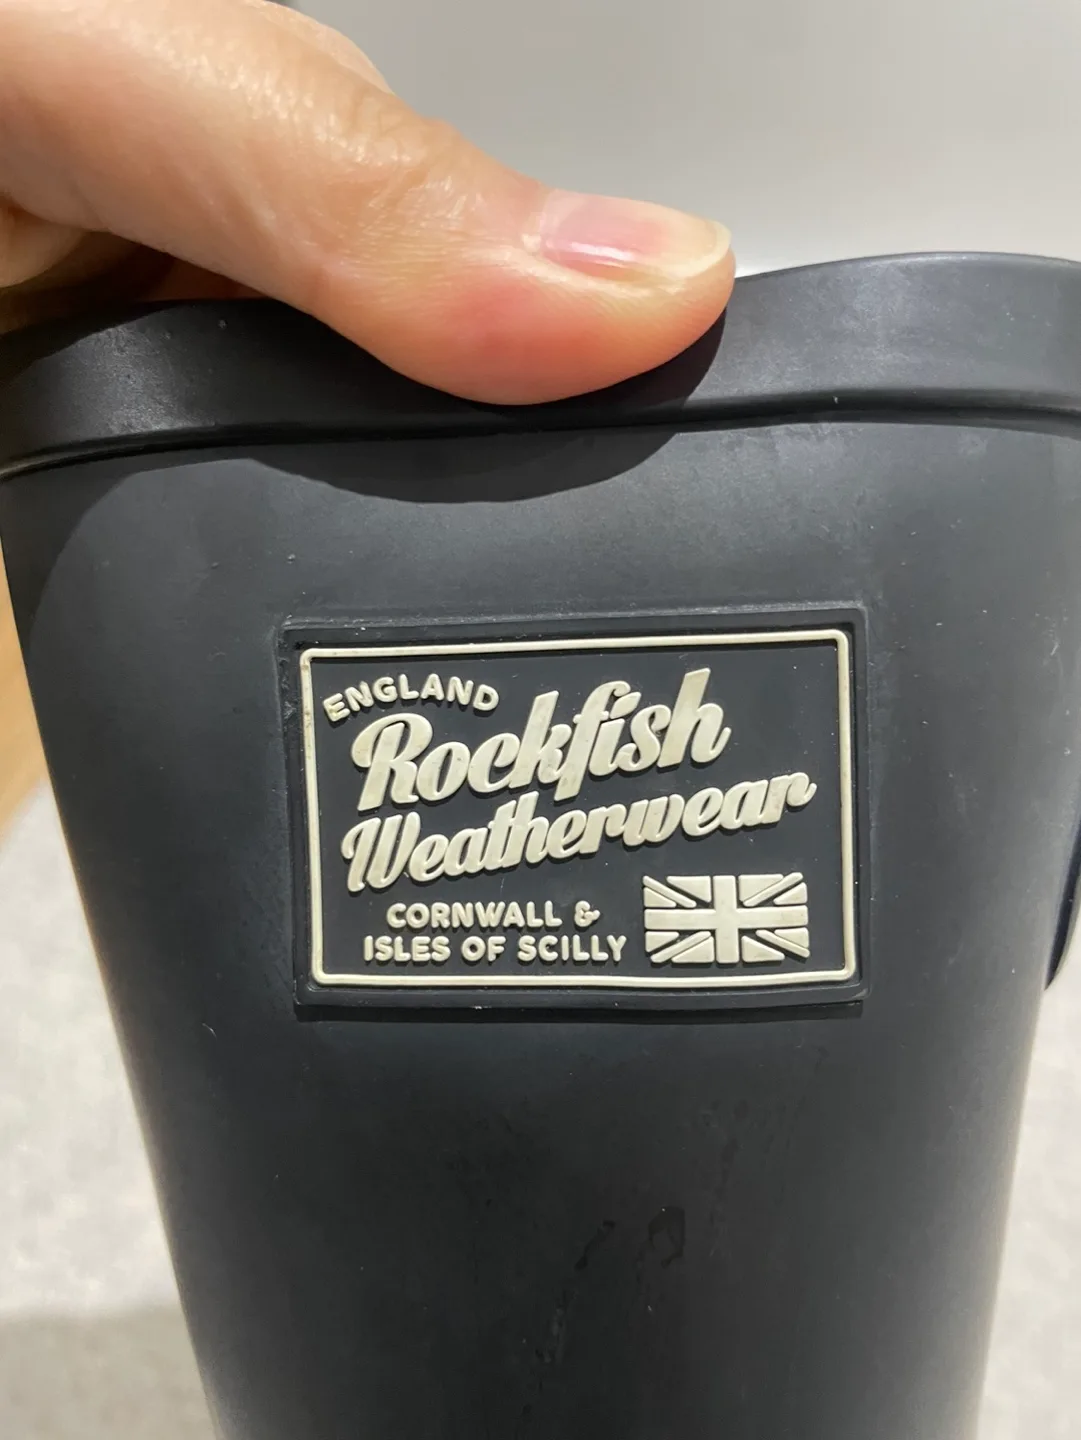 ENGLAND
Rockfish
Weatherwear
CORNWALL &
ISLES OF SCILLY